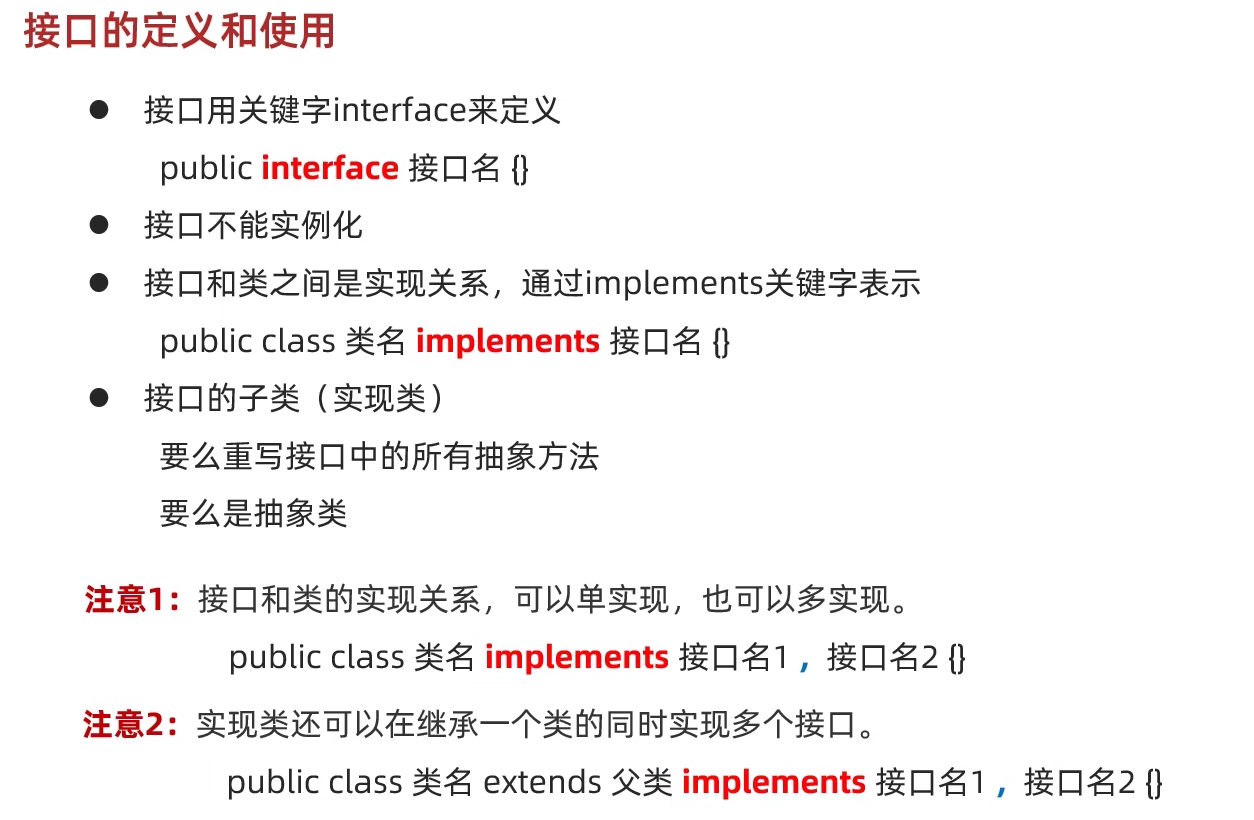 接口的定义和使用
● 接口用关键字interface来定义
public interface 接口名 {}
● 接口不能实例化
● 接口和类之间是实现关系，通过implements关键字表示
public class 类名 implements 接口名 {}
● 接口的子类（实现类）
要么重写接口中的所有抽象方法
要么是抽象类
注意1：接口和类的实现关系，可以单实现，也可以多实现。
public class 类名 implements 接口名1 ，接口名2 {}
注意2：实现类还可以在继承一个类的同时实现多个接口。
public class 类名 extends 父类 implements 接口名1 ，接口名2 {}